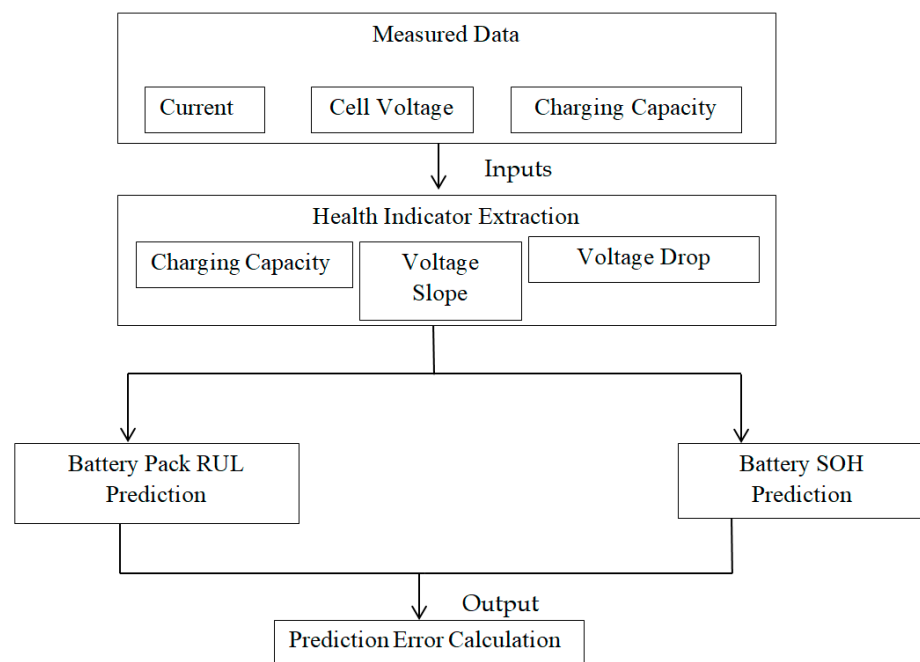 Measured Data
Current
Cell Voltage
Charging Capacity
Inputs
Health Indicator Extraction
Charging Capacity
Voltage
Slope
Voltage Drop
Battery Pack RUL
Prediction
Battery SOH
Prediction
Output
Prediction Error Calculation